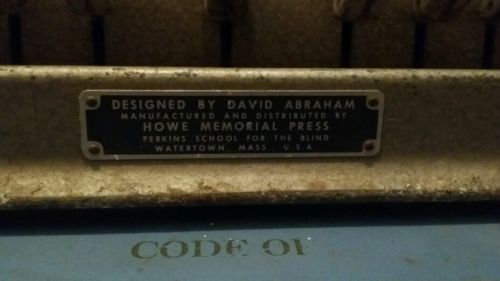 DESIGNED BY DAVID ABRAHAM
MANUFACTURED AND DISTRIBUTED BY
HOWE MEMORIAL PRESS
PERKINS SCHOOL FOR THE BLIND
WATERTOWN, MASS., U.S.A
CODE OF